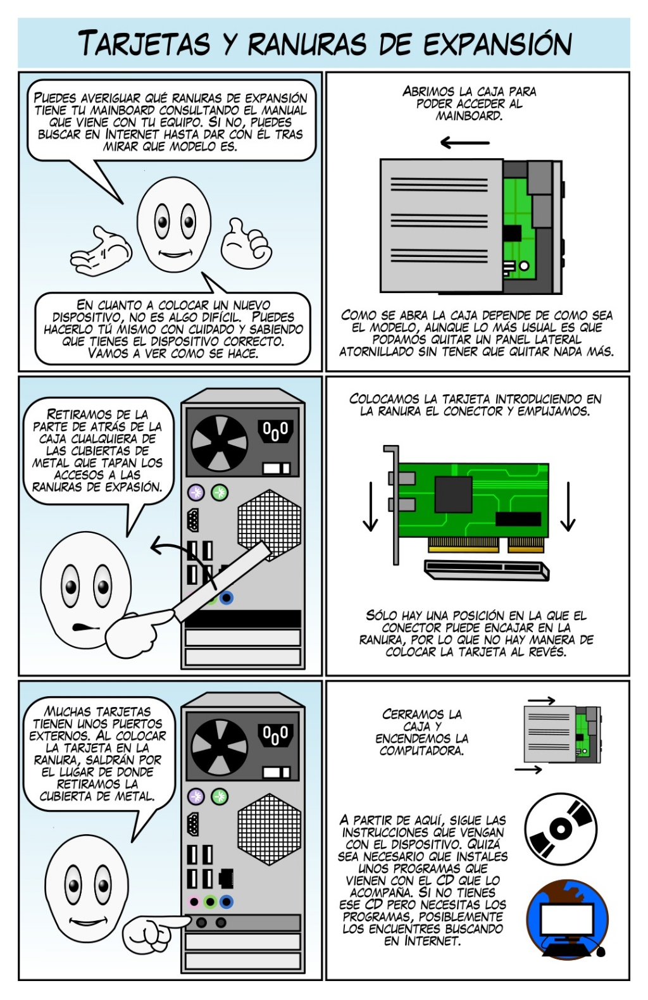 TARJETAS Y RANURAS DE EXPANSIÓN
PUEDES AVERIGUAR QUÉ RANURAS DE EXPANSIÓN
TIENE TU MAINBOARD CONSULTANDO EL MANUAL
QUE VIENE CON TU EQUIPO. SI NO, PUEDES
BUSCAR EN INTERNET HASTA DAR CON ÉL TRAS
MIRAR QUE MODELO ES.
EN CUANTO A COLOCAR UN NUEVO
DISPOSITIVO, NO ES ALGO DIFÍCIL. PUEDES
HACERLO TÚ MISMO CON CUIDADO Y SABIENDO
QUE TIENES EL DISPOSITIVO CORRECTO.
VAMOS A VER COMO SE HACE.
ABRIMOS LA CAJA PARA
PODER ACCEDER AL
MAINBOARD.
COMO SE ABRA LA CAJA DEPENDE DE COMO SEA
EL MODELO, AUNQUE LO MÁS USUAL ES QUE
PODAMOS QUITAR UN PANEL LATERAL
ATORNILLADO SIN TENER QUE QUITAR NADA MÁS.
RETIRAMOS DE LA
PARTE DE ATRÁS DE LA
CAJA CUALQUIERA DE
LAS CUBIERTAS DE
METAL QUE TAPAN LOS
ACCESOS A LAS
RANURAS DE EXPASIÓN.
COLOCAMOS LA TARJETA INTRODUCIENDO EN
LA RANURA EL CONECTOR Y EMPUJAMOS.
SÓLO HAY UNA POSICIÓN EN LA QUE EL
CONECTOR PUEDE ENCAJAR EN LA
RANURA, POR LO QUE NO HAY MANERA DE
COLOCAR LA TARJETA AL REVÉS.
MUCHAS TARJETAS
TIENEN UNOS PUERTOS
EXTERNOS. AL COLOCAR
LA TARJETA EN LA
RANURA, SALDRÁN POR
EL LUGAR DE DONDE
RETIRAMOS LA
CUBIERTA DE METAL.
CERRAMOS LA
CAJA Y
ENCENDEMOS LA
COMPUTADORA.
A PARTIR DE AQUÍ, SIGUE LAS
INSTRUCCIONES QUE VENGAN
CON EL DISPOSITIVO. QUIZÁ
SEA NECESARIO QUE INSTALES
UNOS PROGRAMAS QUE
VIENEN CON EL CD QUE LO
ACOMPAÑA. SI NO TIENES
ESE CD PERO NECESITAS LOS
PROGRAMAS, POSIBLEMENTE
LOS ENCUENTRES BUSCANDO
EN INTERNET.